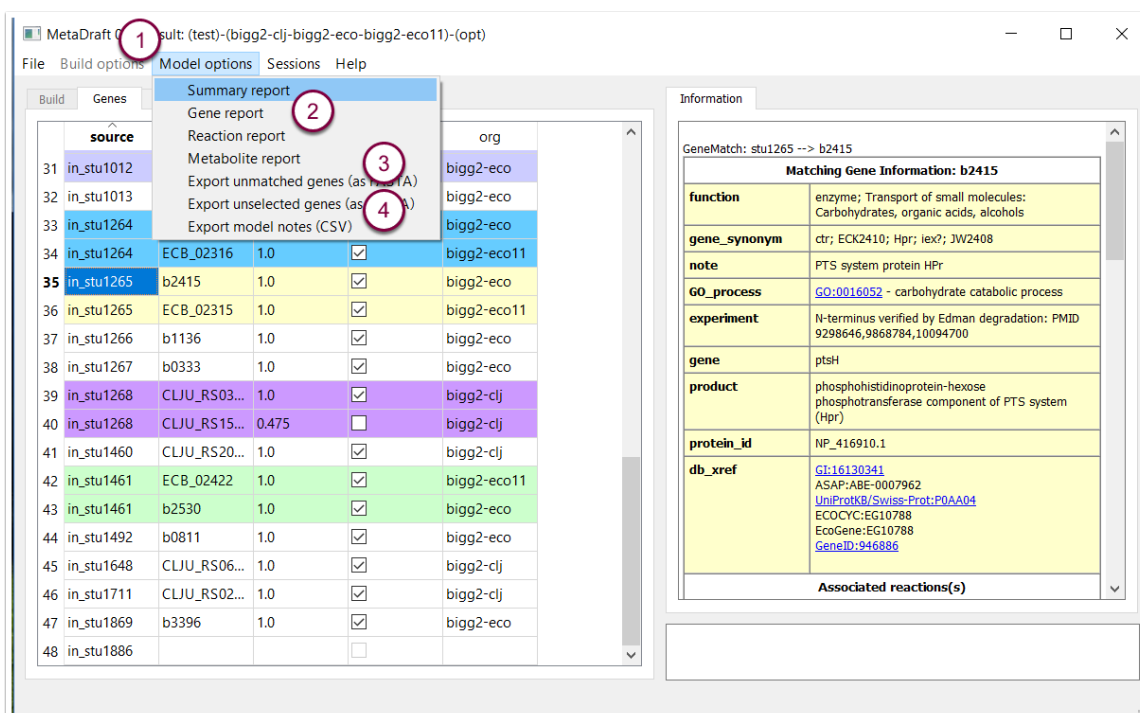 MetaDraft sult: (test)-(bigg2-clj-bigg2-eco-bigg2-eco11)-(opt)
1
File Build options Model options Sessions Help
Build Genes
Summary report
Gene report
2
Reaction report
Metabolite report
3
Export unmatched genes (as FASTA)
Export unselected genes (as A)
4
Export model notes (CSV)
source org
31 in_stu1012 bigg2-eco
32 in_stu1013 bigg2-eco
33 in_stu1264 bigg2-eco
34 in_stu1264 ECB_02316 1.0 bigg2-eco11
35 in_stu1265 b2415 1.0 bigg2-eco
36 in_stu1265 ECB_02315 1.0 bigg2-eco11
37 in_stu1266 b1136 1.0 bigg2-eco
38 in_stu1267 b0333 1.0 bigg2-eco
39 in_stu1268 CLJU_RS03... 1.0 bigg2-clj
40 in_stu1268 CLJU_RS15... 0.475 bigg2-clj
41 in_stu1460 CLJU_RS20... 1.0 bigg2-clj
42 in_stu1461 ECB_02422 1.0 bigg2-eco11
43 in_stu1461 b2530 1.0 bigg2-eco
44 in_stu1492 b0811 1.0 bigg2-eco
45 in_stu1648 CLJU_RS06... 1.0 bigg2-clj
46 in_stu1711 CLJU_RS02... 1.0 bigg2-clj
47 in_stu1869 b3396 1.0 bigg2-eco
48 in_stu1886
Information
GeneMatch: stu1265 --> b2415
Matching Gene Information: b2415
function enzyme; Transport of small molecules:
Carbohydrates, organic acids, alcohols
gene_synonym ctr; ECK2410; Hpr; iex?; JW2408
note PTS system protein HPr
GO_process GO:0016052 - carbohydrate catabolic process
experiment N-terminus verified by Edman degradation: PMID
9298646,9868784,10094700
gene ptsH
product phosphohistidinoprotein-hexose
phosphotransferase component of PTS system
(Hpr)
protein_id NP_416910.1
db_xref GI:16130341
ASAP:ABE-0007962
UniProtKB/Swiss-Prot:P0AA04
ECOCYC:EG10788
EcoGene:EG10788
GeneID:946886
Associated reactions(s)